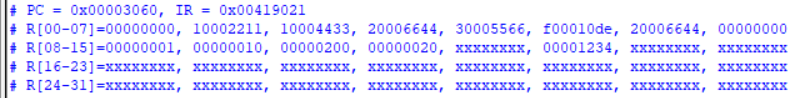 # PC = 0x00003060, IR = 0x00419021
# R[00-07]=00000000, 10002211, 10004433, 20006644, 30005566, f00010de, 20006644, 00000000
# R[08-15]=00000001, 00000010, 00000200, 00000020, xxxxxxxx, 00001234, xxxxxxxx, xxxxxxxx
# R[16-23]=xxxxxxxx, xxxxxxxx, xxxxxxxx, xxxxxxxx, xxxxxxxx, xxxxxxxx, xxxxxxxx, xxxxxxxx
# R[24-31]=xxxxxxxx, xxxxxxxx, xxxxxxxx, xxxxxxxx, xxxxxxxx, xxxxxxxx, xxxxxxxx, xxxxxxxx